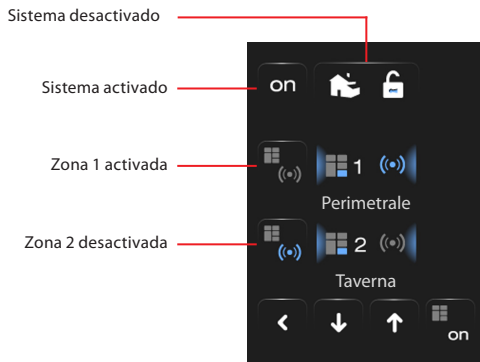 Sistema desactivado
Sistema activado
on
Zona 1 activada
1
Perimetrale
Zona 2 desactivada
2
Taverna
on